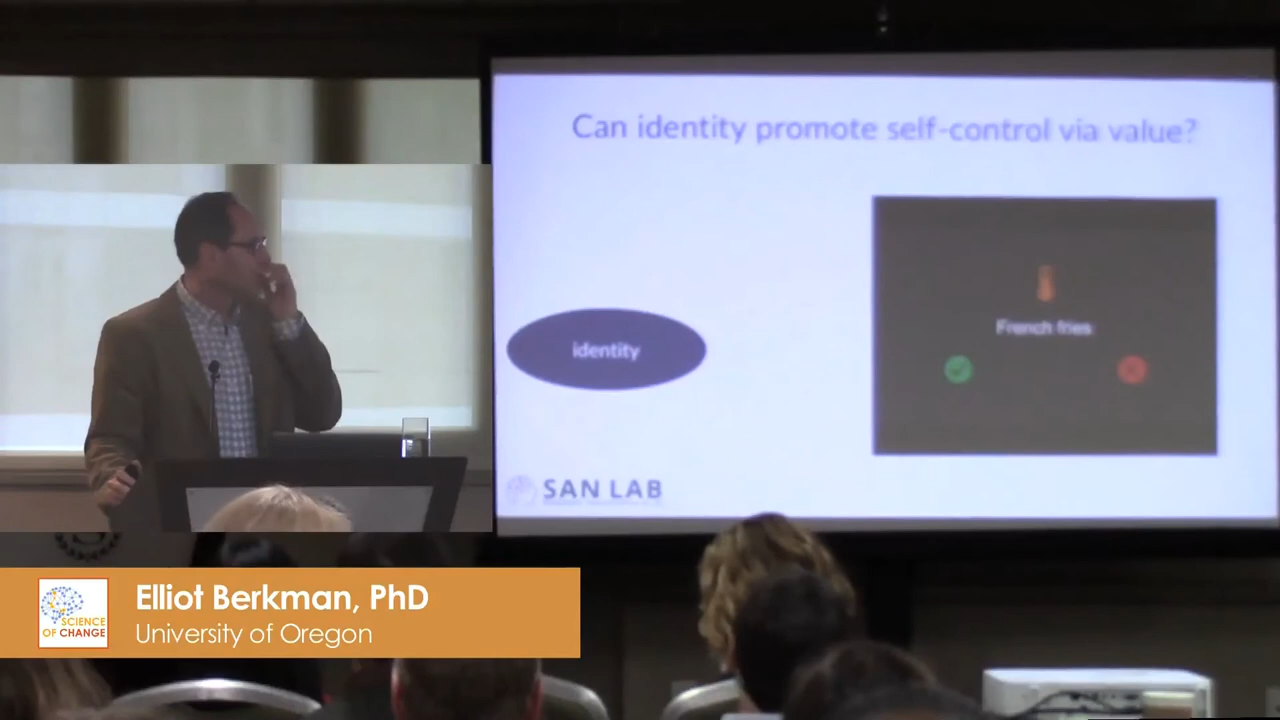 Can identity promote self-control via value?
French fries
identity
SAN LAB
Elliot Berkman, PhD
University of Oregon
SCIENCE
OF CHANGE